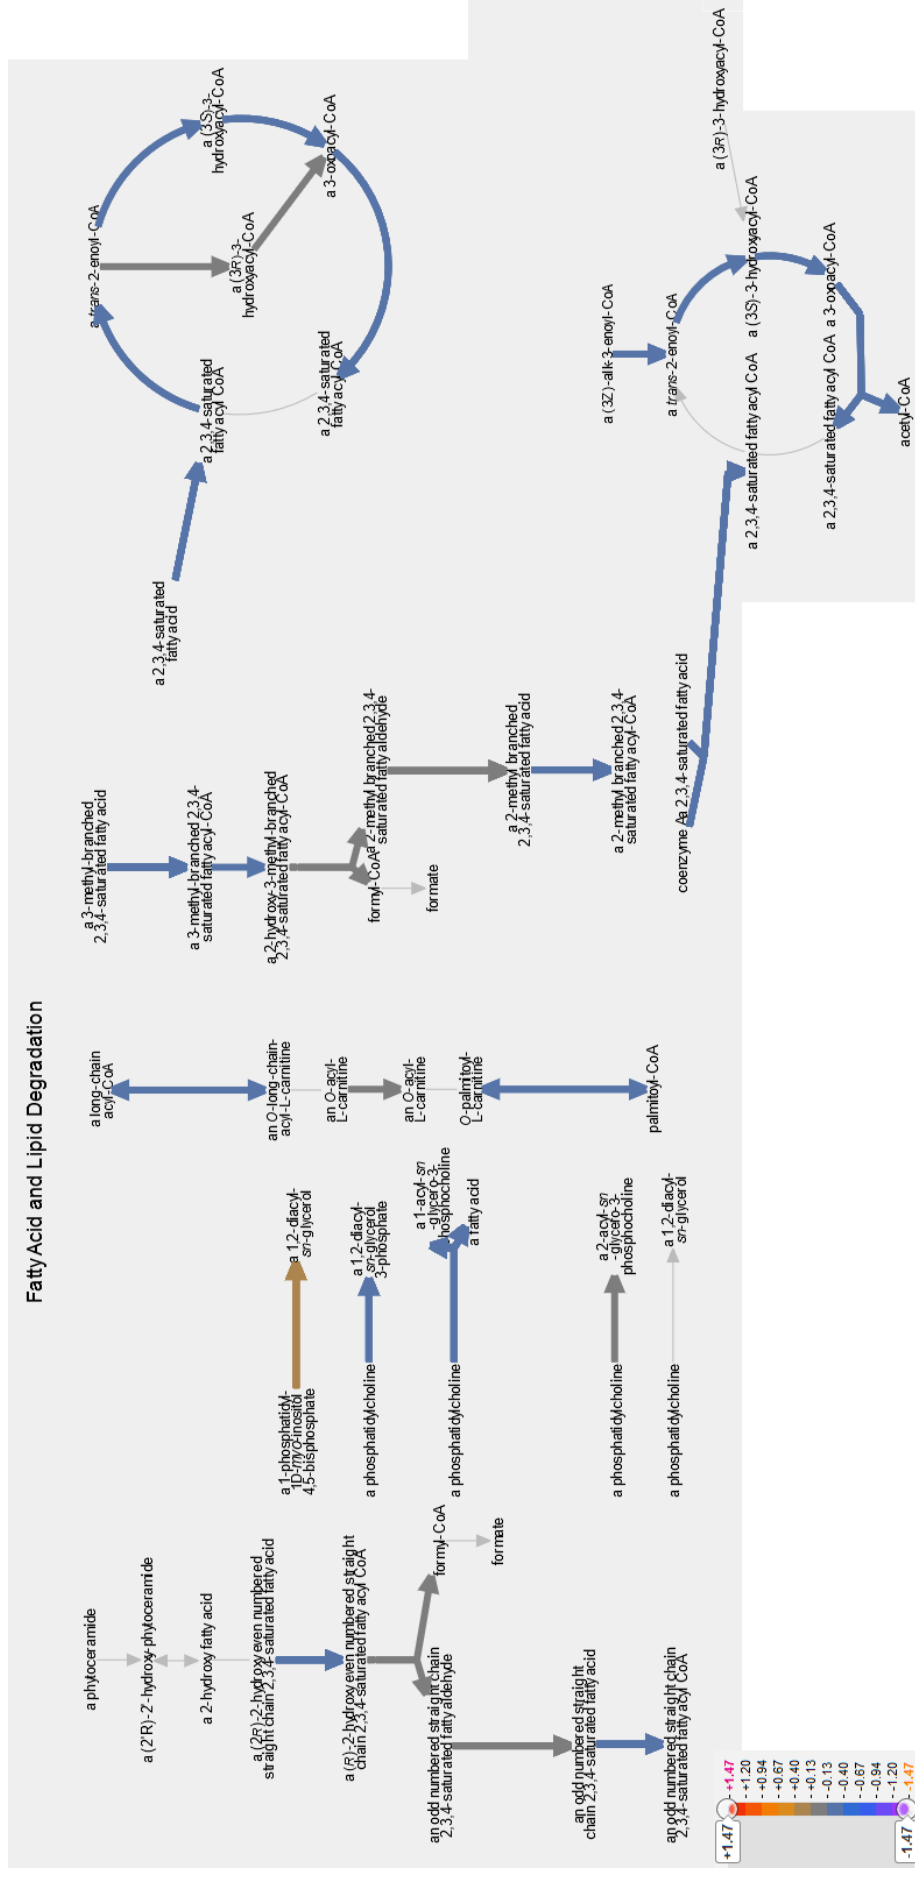 Fatty Acid and Lipid Degradation
a phytoceramide
a (2'R)-2'-hydroxy-phytoceramide
a 2-hydroxy fatty acid
a (2R)-2-hydroxy even numbered
straight chain 2,3,4-saturated fatty acid
a (R)-2-hydroxy even numbered straight
chain 2,3,4-saturated fatty acyl CoA
formyl-CoA
formate
an odd numbered straight chain
2,3,4-saturated fatty aldehyde
an odd numbered straight
chain 2,3,4-saturated fatty acid
an odd numbered straight chain
2,3,4-saturated fatty acyl CoA
a 1-phosphatidyl-
1D-myo-inositol
4,5-bisphosphate
a 1,2-diacyl-
sn-glycerol
a phosphatidylcholine
a 1,2-diacyl-
sn-glycerol
3-phosphate
a phosphatidylcholine
a 1-acyl-sn
-glycero-3-
phosphocholine
a fatty acid
a phosphatidylcholine
a 2-acyl-sn
-glycero-3-
phosphocholine
a phosphatidylcholine
a 1,2-diacyl-
sn-glycerol
a long-chain
acyl-CoA
an O-long-chain-
acyl-L-carnitine
an O-acyl-
L-carnitine
an O-acyl-
L-carnitine
O-palmitoyl-
L-carnitine
palmitoyl-CoA
a 3-methyl-branched
2,3,4-saturated fatty acid
a 3-methyl-branched 2,3,4-
saturated fatty acyl-CoA
a 2-hydroxy-3-methyl-branched
2,3,4-saturated fatty acyl-CoA
formyl-CoA
formate
a 2-methyl branched 2,3,4-
saturated fatty aldehyde
a 2-methyl branched
2,3,4-saturated fatty acid
a 2-methyl branched 2,3,4-
saturated fatty acyl-CoA
a 2,3,4-saturated
fatty acid
a 2,3,4-saturated
fatty acyl CoA
a trans-2-enoyl-CoA
a (3S)-3-
hydroxyacyl-CoA
a (3R)-3-
hydroxyacyl-CoA
a 3-oxoacyl-CoA
a 2,3,4-saturated
fatty acyl CoA
coenzyme A
a 2,3,4-saturated fatty acid
a 2,3,4-saturated fatty acyl CoA
a (3Z)-alk-3-enoyl-CoA
a trans-2-enoyl-CoA
a (3R)-3-hydroxyacyl-CoA
a (3S)-3-hydroxyacyl-CoA
a 3-oxoacyl-CoA
a 2,3,4-saturated fatty acyl CoA
acetyl-CoA
+1.47
+1.47
+1.20
+0.94
+0.67
+0.40
+0.13
-0.13
-0.40
-0.67
-0.94
-1.20
-1.47
-1.47